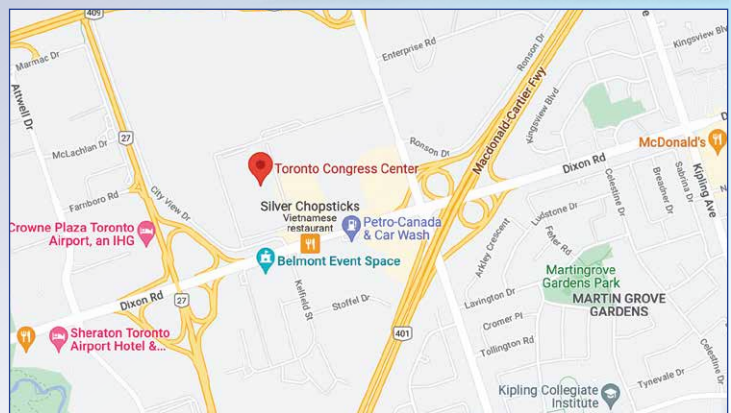 409
Marmac Dr
Attwell Dr
McLachlan Dr
27
Farnboro Rd
City View Dr
Crowne Plaza Toronto
Airport, an IHG
Dixon Rd
27
Sheraton Toronto
Airport Hotel &...
Toronto Congress Center
Silver Chopsticks
Vietnamese
restaurant
Petro-Canada
& Car Wash
Belmont Event Space
Kelfield St
Stoffel Dr
Enterprise Rd
Ronson Dr
Ronson Dr
Macdonald-Cartier Fwy
401
Kingsview Blvd
Kingsview Blvd
Dixon Rd
D
McDonald's
Kipling Ave
Sabrina Dr
Breadner Dr
Celestine Dr
N
Ludstone Dr
Fefer Rd
Arkley Crescent
Martingrove
Gardens Park
MARTIN GROVE
GARDENS
Lavington Dr
Cromer Pl
Tollington Rd
Celestine Dr
Tynevale Dr
Kipling Collegiate
Institute